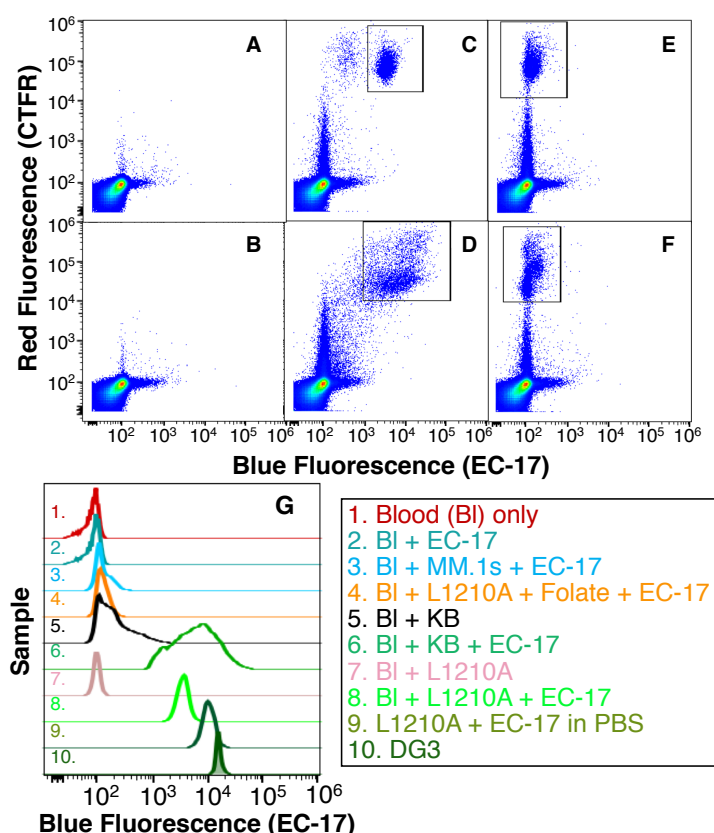 Red Fluorescence (CTFR)
10⁶
10⁵
10⁴
10³
10²
A
C
E
10⁶
10⁵
10⁴
10³
10²
B
D
F
10² 10³ 10⁴ 10⁵ 10⁶ 10² 10³ 10⁴ 10⁵ 10⁶ 10² 10³ 10⁴ 10⁵ 10⁶
Blue Fluorescence (EC-17)
G
Sample
1.
2.
3.
4.
5.
6.
7.
8.
9.
10.
10² 10³ 10⁴ 10⁵ 10⁶
Blue Fluorescence (EC-17)
1. Blood (Bl) only
2. Bl + EC-17
3. Bl + MM.1s + EC-17
4. Bl + L1210A + Folate + EC-17
5. Bl + KB
6. Bl + KB + EC-17
7. Bl + L1210A
8. Bl + L1210A + EC-17
9. L1210A + EC-17 in PBS
10. DG3